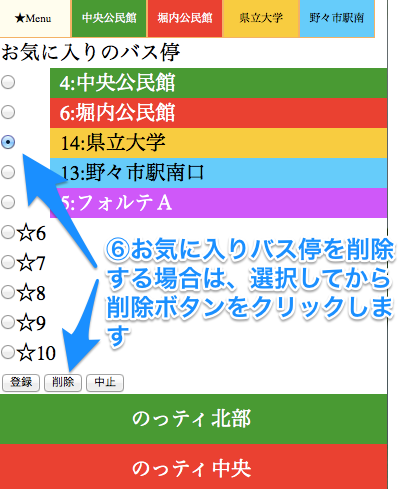 ★Menu 中央公民館 堀内公民館 県立大学 野々市駅南
お気に入りのバス停
4:中央公民館
6:堀内公民館
14:県立大学
13:野々市駅南口
5:フォルテA
☆6
☆7
☆8
☆9
☆10
⑥お気に入りバス停を削除
する場合は、選択してから
削除ボタンをクリックしま
す
登録 削除 中止
のっティ北部
のっティ中央